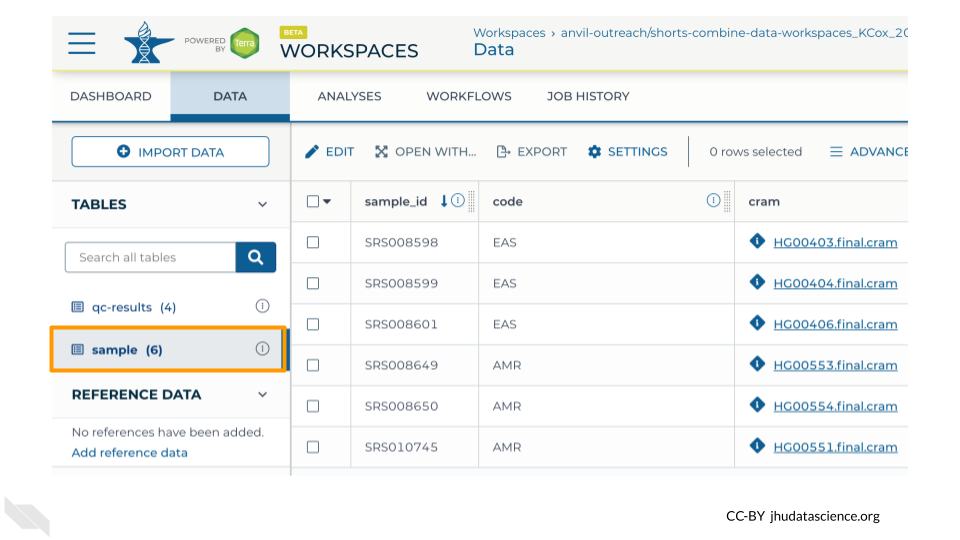 POWERED BY terra
BETA
WORKSPACES
Workspaces › anvil-outreach/shorts-combine-data-workspaces_KCox_20
Data
DASHBOARD DATA ANALYSES WORKFLOWS JOB HISTORY
IMPORT DATA EDIT OPEN WITH... EXPORT SETTINGS 0 rows selected ADVANCE
TABLES
Search all tables
qc-results (4)
sample (6)
REFERENCE DATA
No references have been added.
Add reference data
sample_id code cram
SRS008598 EAS HG00403.final.cram
SRS008599 EAS HG00404.final.cram
SRS008601 EAS HG00406.final.cram
SRS008649 AMR HG00553.final.cram
SRS008650 AMR HG00554.final.cram
SRS010745 AMR HG00551.final.cram
CC-BY jhudatascience.org